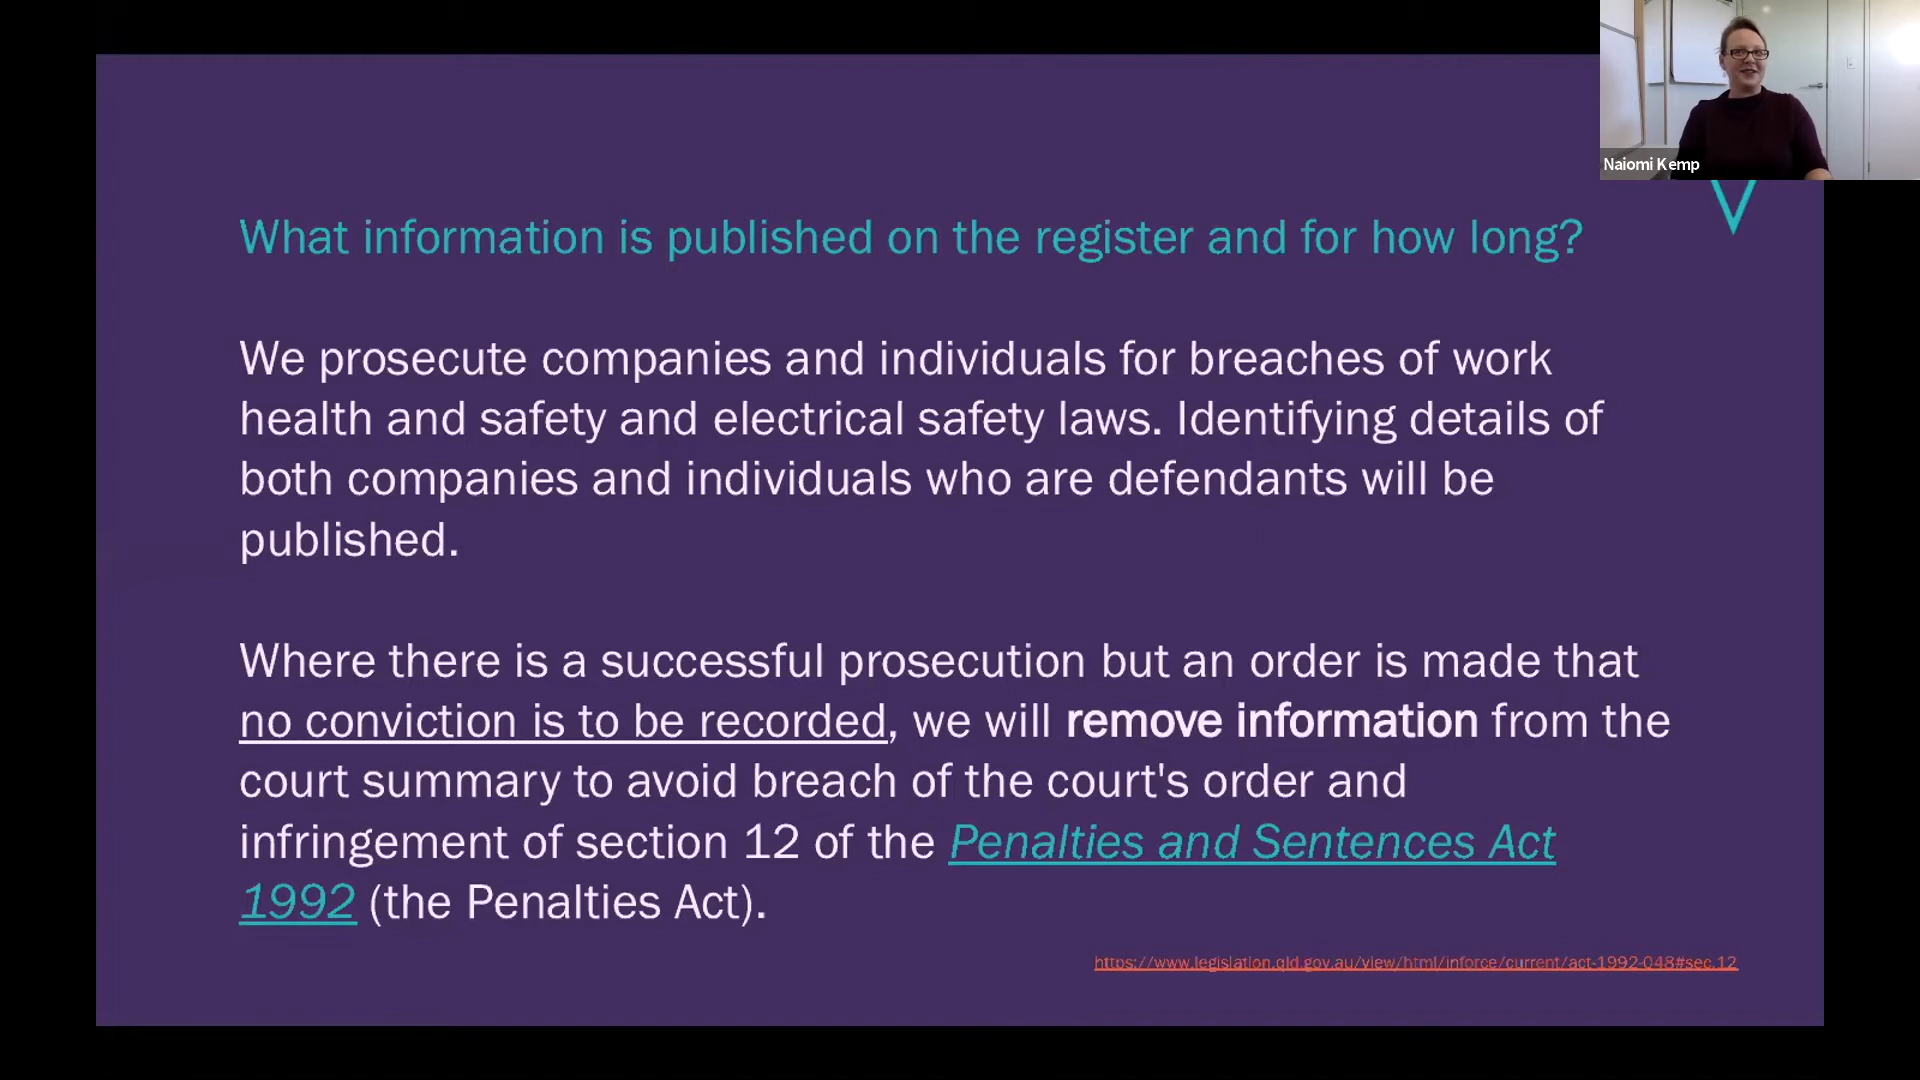 Naiomi Kemp
What information is published on the register and for how long?
We prosecute companies and individuals for breaches of work
health and safety and electrical safety laws. Identifying details of
both companies and individuals who are defendants will be
published.
Where there is a successful prosecution but an order is made that
no conviction is to be recorded, we will remove information from the
court summary to avoid breach of the court's order and
infringement of section 12 of the Penalties and Sentences Act
1992 (the Penalties Act).
https://www.legislation.qld.gov.au/view/html/inforce/current/act-1992-048#sec.12